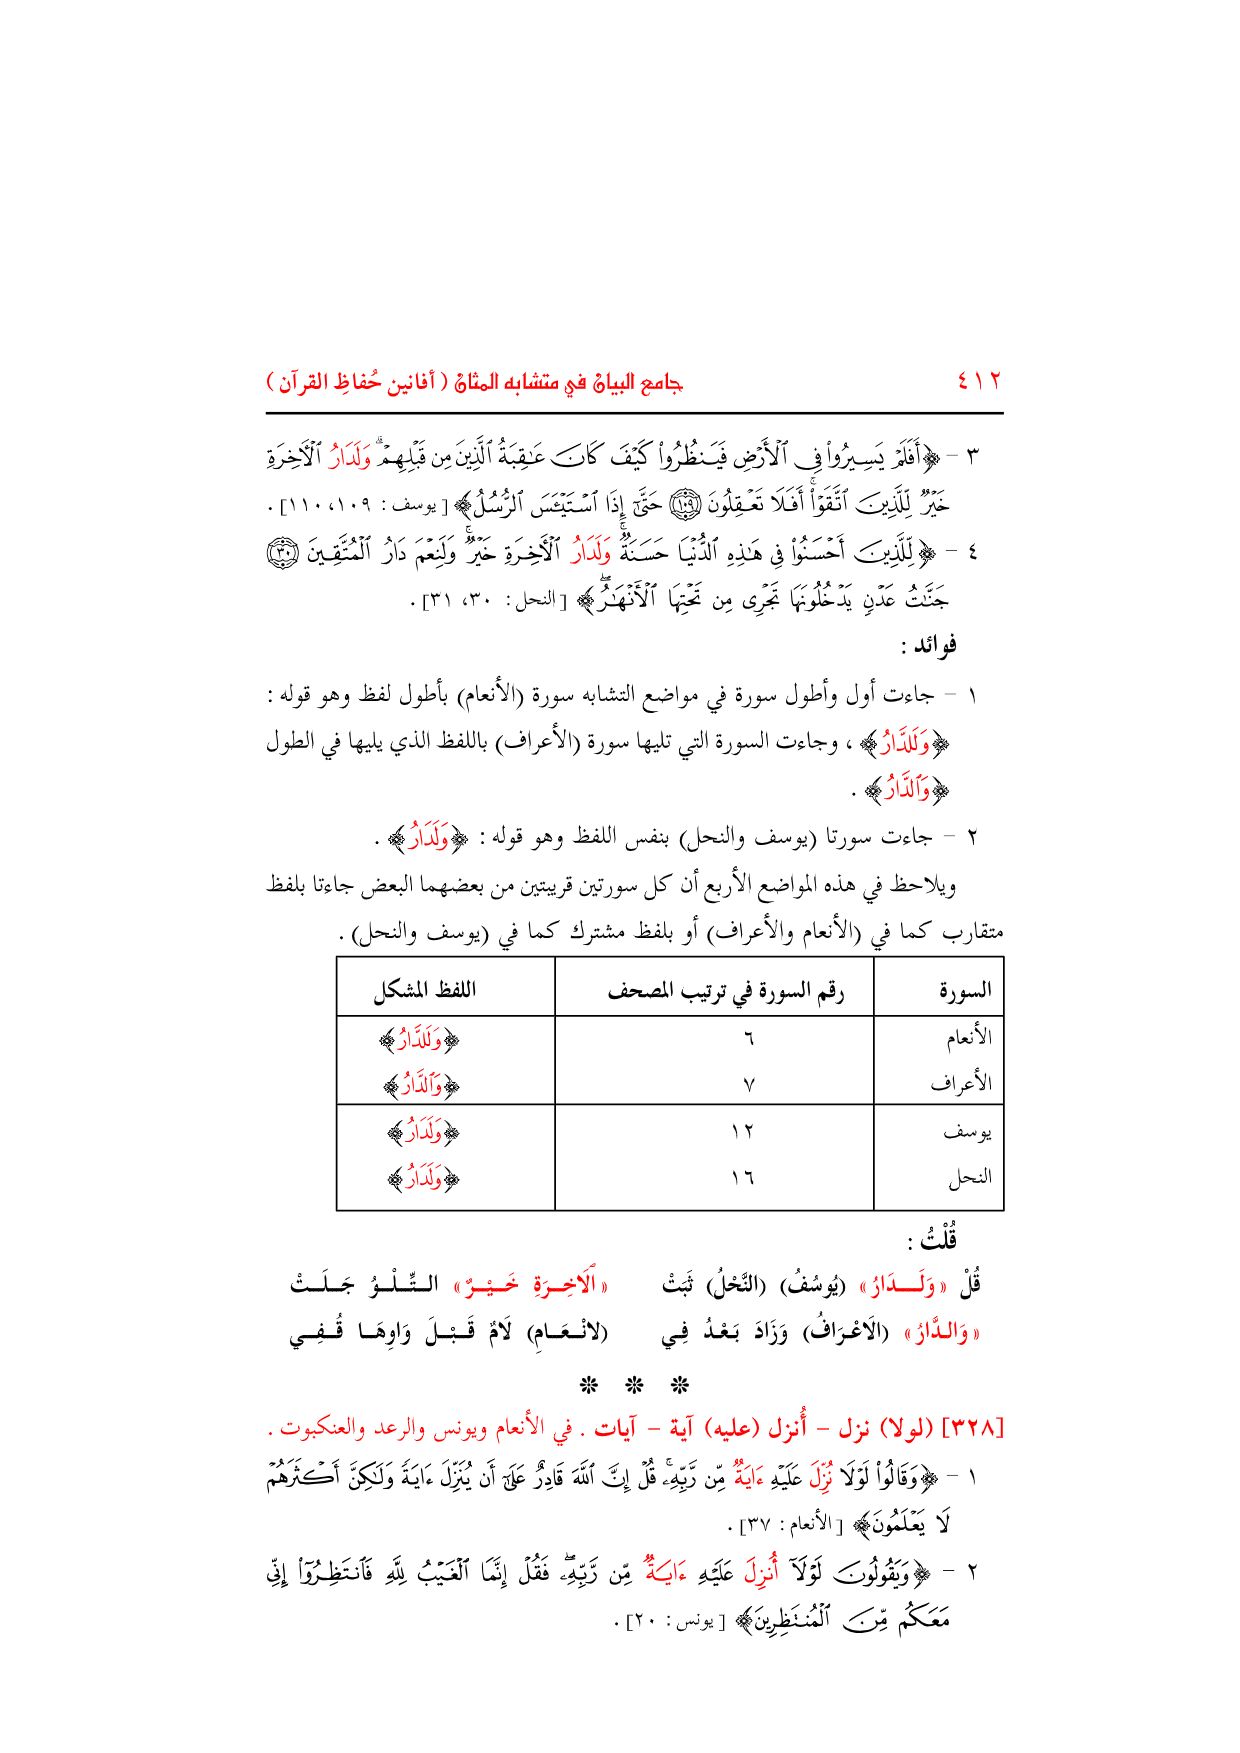 ٤١٢ جامع البيان في متشابه المثان ( أفانين حُفاظِ القرآن )
٣ – ﴿أَفَلَمۡ يَسِيرُواْ فِي ٱلۡأَرۡضِ فَيَنظُرُواْ كَيۡفَ كَانَ عَٰقِبَةُ ٱلَّذِينَ مِن قَبۡلِهِمۡۗ وَلَدَارُ ٱلۡأٓخِرَةِ
خَيۡرٞ لِّلَّذِينَ ٱتَّقَوۡاْۚ أَفَلَا تَعۡقِلُونَ ١٠٩ حَتَّىٰٓ إِذَا ٱسۡتَيۡـَٔسَ ٱلرُّسُلُ﴾ [يوسف : ١٠٩، ١١٠] .
٤ – ﴿لِّلَّذِينَ أَحۡسَنُواْ فِي هَٰذِهِ ٱلدُّنۡيَا حَسَنَةٞۚ وَلَدَارُ ٱلۡأٓخِرَةِ خَيۡرٞۚ وَلَنِعۡمَ دَارُ ٱلۡمُتَّقِينَ ٣٠
جَنَّٰتُ عَدۡنٖ يَدۡخُلُونَهَا تَجۡرِي مِن تَحۡتِهَا ٱلۡأَنۡهَٰرُۖ﴾ [النحل : ٣٠، ٣١] .
فوائد :
١ – جاءت أول وأطول سورة في مواضع التشابه سورة (الأنعام) بأطول لفظ وهو قوله :
﴿وَلَلدَّارُ﴾ ، وجاءت السورة التي تليها سورة (الأعراف) باللفظ الذي يليها في الطول
﴿وَٱلدَّارُ﴾ .
٢ – جاءت سورتا (يوسف والنحل) بنفس اللفظ وهو قوله : ﴿وَلَدَارُ﴾ .
ويلاحظ في هذه المواضع الأربع أن كل سورتين قريبتين من بعضهما البعض جاءتا بلفظ
متقارب كما في (الأنعام والأعراف) أو بلفظ مشترك كما في (يوسف والنحل) .
السورة رقم السورة في ترتيب المصحف اللفظ المشكل
الأنعام ٦ ﴿وَلَلدَّارُ﴾
الأعراف ٧ ﴿وَٱلدَّارُ﴾
يوسف ١٢ ﴿وَلَدَارُ﴾
النحل ١٦ ﴿وَلَدَارُ﴾
قُلْتُ :
قُلْ «وَلَـــدَارُ» (يُوسُفُ) (النَّحْلُ) ثَبَتْ «ٱلَاخِـرَةِ خَـيْـرٌ» التِّـلْـوُ جَـلَـتْ
«وَالـدَّارُ» (الَاعْـرَافُ) وَزَادَ بَـعْـدُ فِـي (لانْـعَـامِ) لَامٌ قَـبْـلَ وَاوِهَـا قُـفِـي
* * *
[٣٢٨] (لولا) نزل – أُنزل (عليه) آية – آيات . في الأنعام ويونس والرعد والعنكبوت .
١ – ﴿وَقَالُواْ لَوۡلَا نُزِّلَ عَلَيۡهِ ءَايَةٞ مِّن رَّبِّهِۦۚ قُلۡ إِنَّ ٱللَّهَ قَادِرٌ عَلَىٰٓ أَن يُنَزِّلَ ءَايَةٗ وَلَٰكِنَّ أَكۡثَرَهُمۡ
لَا يَعۡلَمُونَ﴾ [الأنعام : ٣٧] .
٢ – ﴿وَيَقُولُونَ لَوۡلَآ أُنزِلَ عَلَيۡهِ ءَايَةٞ مِّن رَّبِّهِۦۖ فَقُلۡ إِنَّمَا ٱلۡغَيۡبُ لِلَّهِ فَٱنتَظِرُوٓاْ إِنِّي
مَعَكُم مِّنَ ٱلۡمُنتَظِرِينَ﴾ [يونس : ٢٠] .